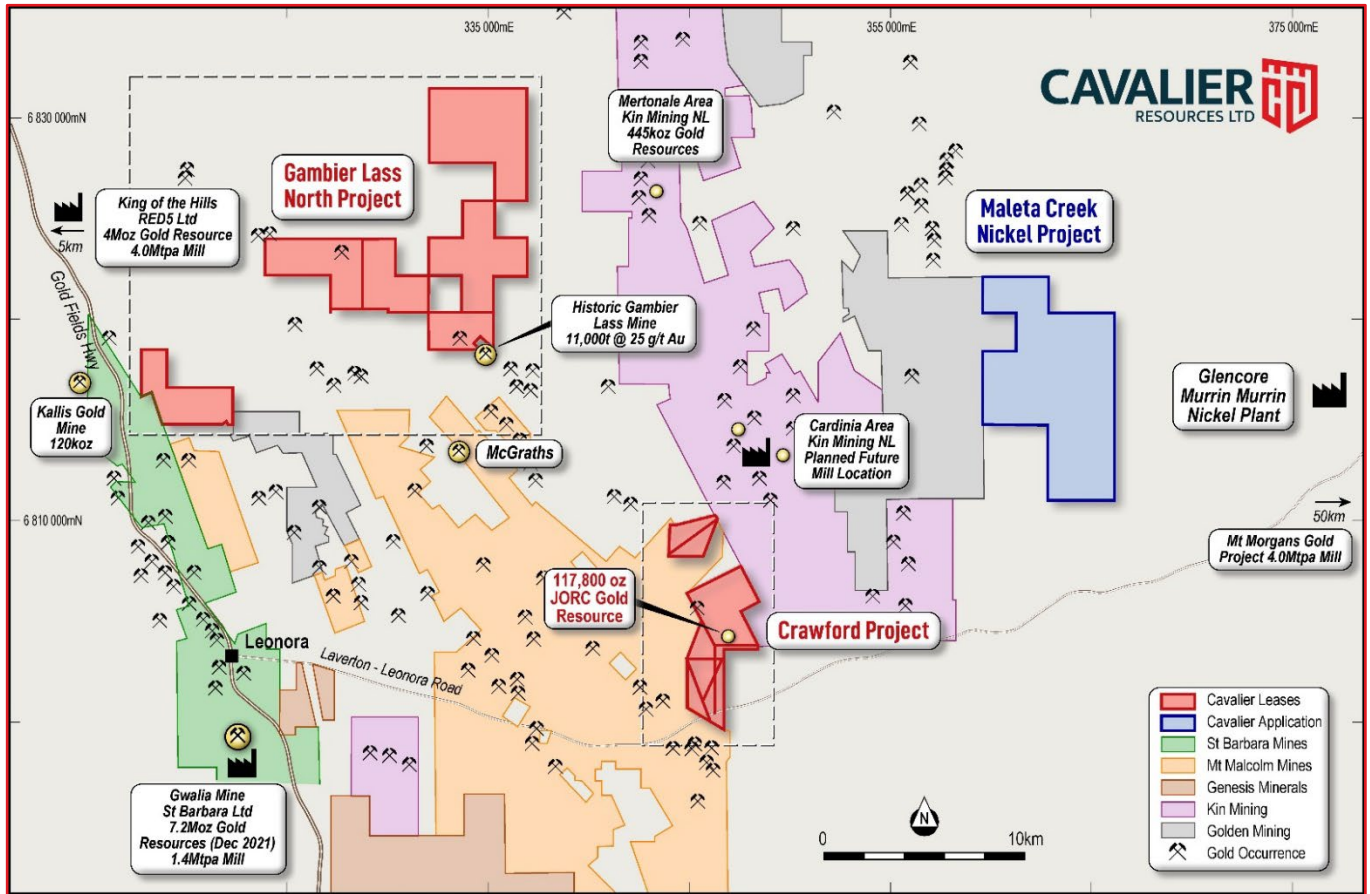 335 000mE
355 000mE
375 000mE
CAVALIER
RESOURCES LTD
6 830 000mN
Mertonale Area
Kin Mining NL
445koz Gold
Resources
Gambier Lass
North Project
King of the Hills
RED5 Ltd
4Moz Gold Resource
4.0Mtpa Mill
5km
Maleta Creek
Nickel Project
Gold Fields Hwy
Historic Gambier
Lass Mine
11,000t @ 25 g/t Au
Glencore
Murrin Murrin
Nickel Plant
Kallis Gold
Mine
120koz
McGraths
Cardinia Area
Kin Mining NL
Planned Future
Mill Location
6 810 000mN
50km
Mt Morgans Gold
Project 4.0Mtpa Mill
117,800 oz
JORC Gold
Resource
Crawford Project
Leonora
Laverton - Leonora Road
Gwalia Mine
St Barbara Ltd
7.2Moz Gold
Resources (Dec 2021)
1.4Mtpa Mill
N
0
10km
Cavalier Leases
Cavalier Application
St Barbara Mines
Mt Malcolm Mines
Genesis Minerals
Kin Mining
Golden Mining
Gold Occurrence